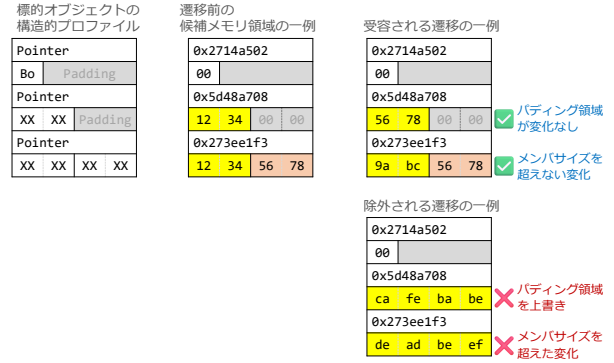 標的オブジェクトの
構造的プロファイル
Pointer
Bo Padding
Pointer
XX XX Padding
Pointer
XX XX XX XX
遷移前の
候補メモリ領域の一例
0x2714a502
00
0x5d48a708
12 34 00 00
0x273ee1f3
12 34 56 78
受容される遷移の一例
0x2714a502
00
0x5d48a708
56 78 00 00
0x273ee1f3
9a bc 56 78
パディング領域
が変化なし
メンバサイズを
超えない変化
除外される遷移の一例
0x2714a502
00
0x5d48a708
ca fe ba be
0x273ee1f3
de ad be ef
パディング領域
を上書き
メンバサイズを
超えた変化